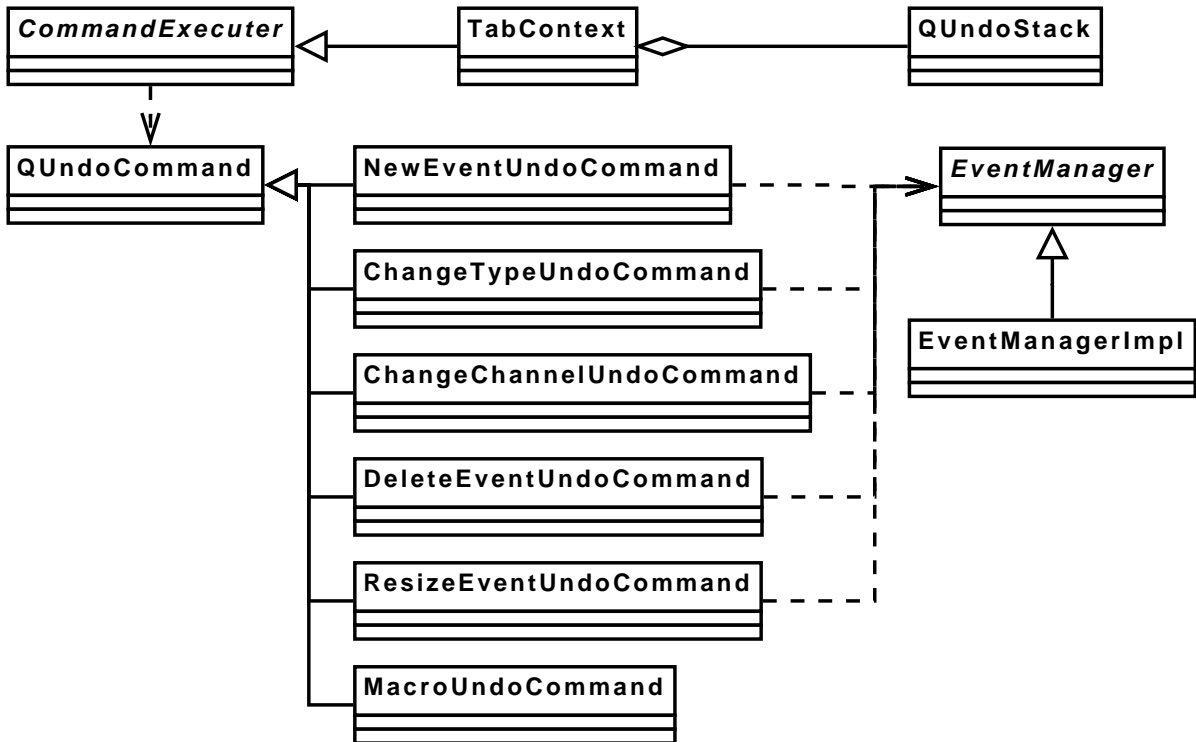 CommandExecuter
TabContext
QUndoStack
QUndoCommand
NewEventUndoCommand
EventManager
ChangeTypeUndoCommand
EventManagerImpl
ChangeChannelUndoCommand
DeleteEventUndoCommand
ResizeEventUndoCommand
MacroUndoCommand